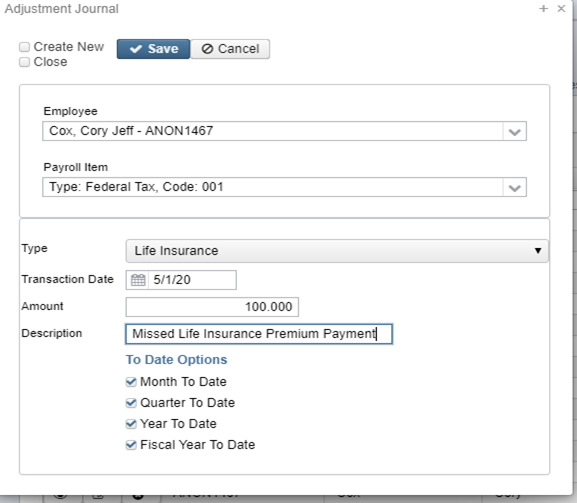 Adjustment Journal
Create New
Close
Save
Cancel
Employee
Cox, Cory Jeff - ANON1467
Payroll Item
Type: Federal Tax, Code: 001
Type
Life Insurance
Transaction Date
5/1/20
Amount
100.000
Description
Missed Life Insurance Premium Payment
To Date Options
Month To Date
Quarter To Date
Year To Date
Fiscal Year To Date